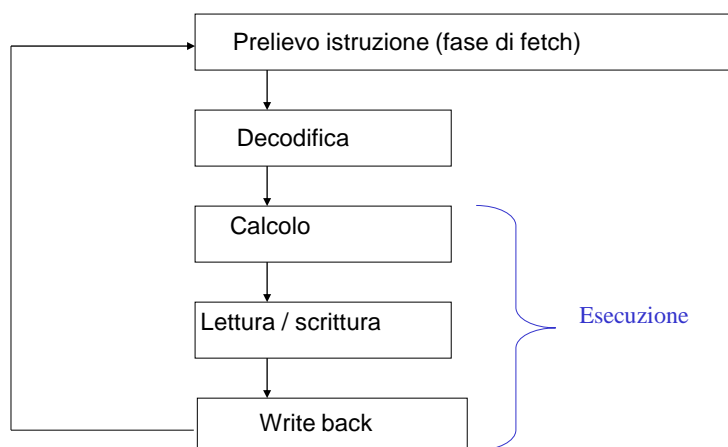 Prelievo istruzione (fase di fetch)
Decodifica
Calcolo
Lettura / scrittura
Esecuzione
Write back